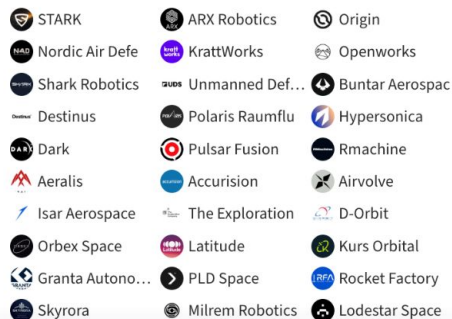 STARK ARX Robotics Origin
Nordic Air Defe KrattWorks Openworks
Shark Robotics Unmanned Def... Buntar Aerospac
Destinus Polaris Raumflu Hypersonica
Dark Pulsar Fusion Rmachine
Aeralis Accurision Airvolve
Isar Aerospace The Exploration D-Orbit
Orbex Space Latitude Kurs Orbital
Granta Autono... PLD Space Rocket Factory
Skyrora Milrem Robotics Lodestar Space